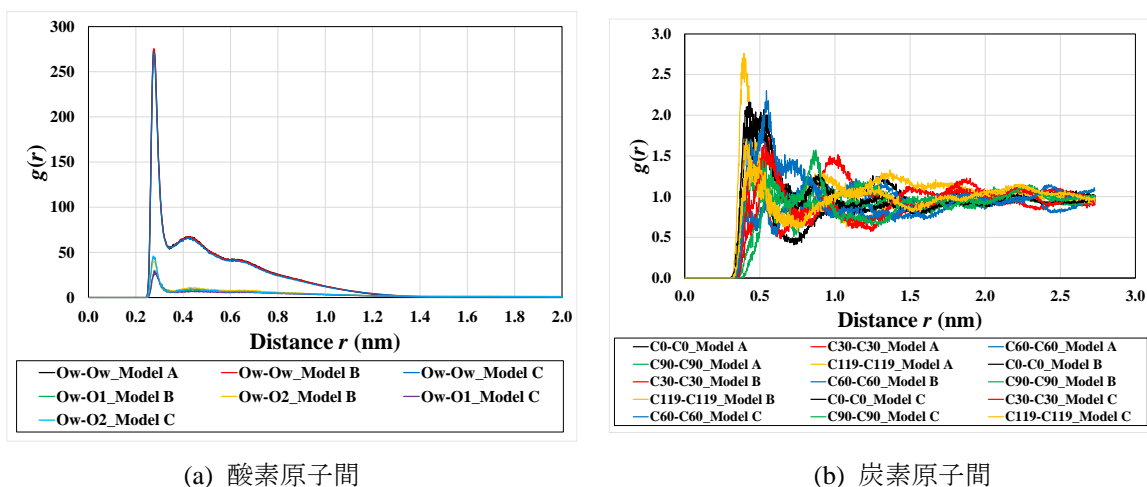 300
250
200
150
100
50
0
g(r)
0.0 0.2 0.4 0.6 0.8 1.0 1.2 1.4 1.6 1.8 2.0
Distance r (nm)
Ow-Ow_Model A Ow-Ow_Model B Ow-Ow_Model C
Ow-O1_Model B Ow-O2_Model B Ow-O1_Model C
Ow-O2_Model C
(a) 酸素原子間
3.0
2.5
2.0
1.5
1.0
0.5
0.0
g(r)
0.0 0.5 1.0 1.5 2.0 2.5 3.0
Distance r (nm)
C0-C0_Model A C30-C30_Model A C60-C60_Model A
C90-C90_Model A C119-C119_Model A C0-C0_Model B
C30-C30_Model B C60-C60_Model B C90-C90_Model B
C119-C119_Model B C0-C0_Model C C30-C30_Model C
C60-C60_Model C C90-C90_Model C C119-C119_Model C
(b) 炭素原子間